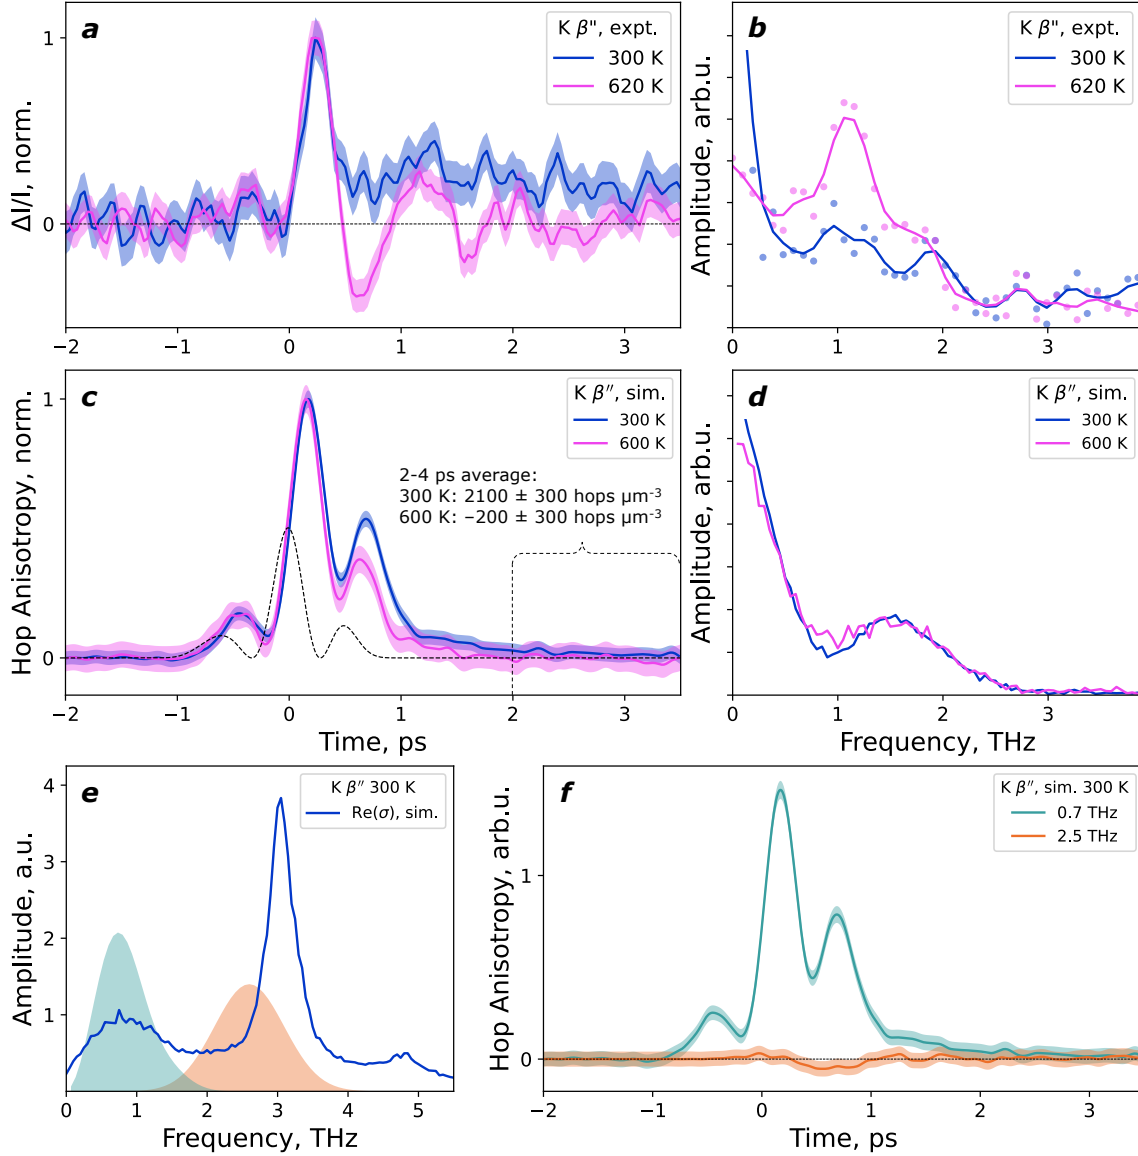 a
K β", expt.
300 K
620 K
ΔI/I, norm.
1
0
−2
−1
0
1
2
3
b
K β", expt.
300 K
620 K
Amplitude, arb.u.
0
1
2
3
c
K β″, sim.
300 K
600 K
Hop Anisotropy, norm.
1
0
2-4 ps average:
300 K: 2100 ± 300 hops μm⁻³
600 K: −200 ± 300 hops μm⁻³
−2
−1
0
1
2
3
Time, ps
d
K β″, sim.
300 K
600 K
Amplitude, arb.u.
0
1
2
3
Frequency, THz
e
K β″ 300 K
Re(σ), sim.
Amplitude, a.u.
4
3
2
1
0
1
2
3
4
5
Frequency, THz
f
K β″, sim. 300 K
0.7 THz
2.5 THz
Hop Anisotropy, arb.u.
1
0
−2
−1
0
1
2
3
Time, ps